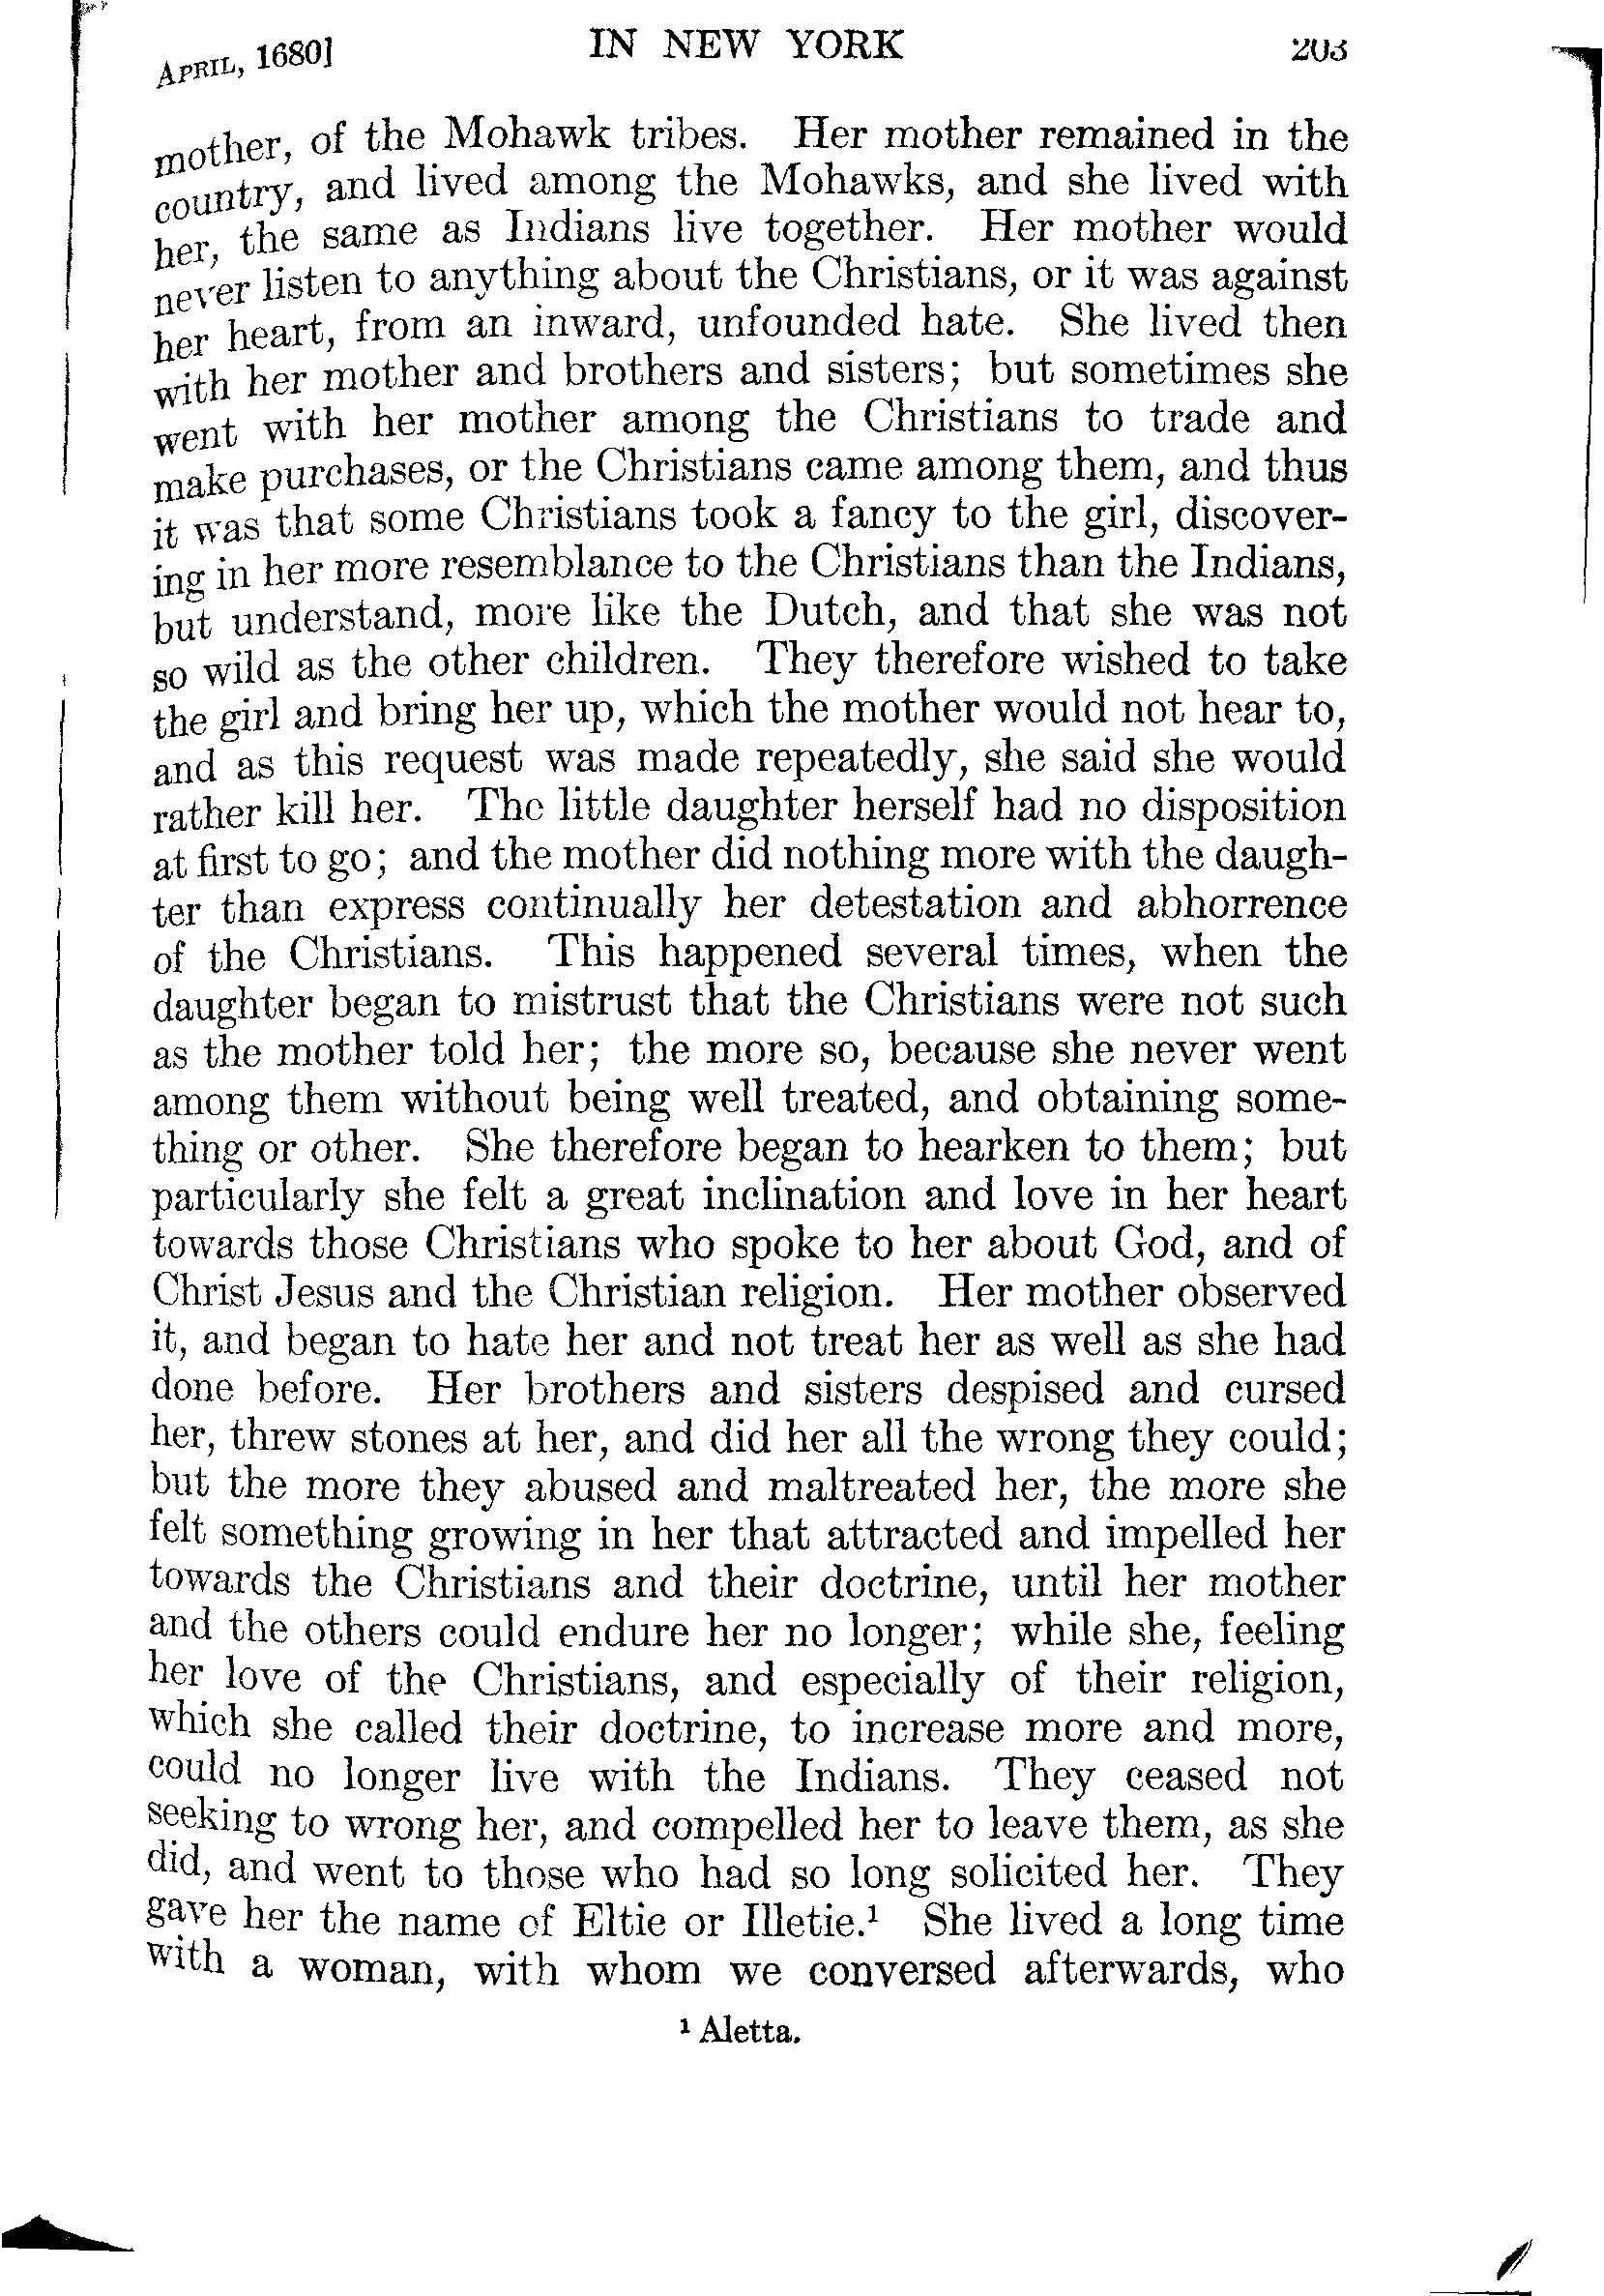 APRIL, 1680] IN NEW YORK 203
mother, of the Mohawk tribes. Her mother remained in the
country, and lived among the Mohawks, and she lived with
her, the same as Indians live together. Her mother would
never listen to anything about the Christians, or it was against
her heart, from an inward, unfounded hate. She lived then
with her mother and brothers and sisters; but sometimes she
went with her mother among the Christians to trade and
make purchases, or the Christians came among them, and thus
it was that some Christians took a fancy to the girl, discover-
ing in her more resemblance to the Christians than the Indians,
but understand, more like the Dutch, and that she was not
so wild as the other children. They therefore wished to take
the girl and bring her up, which the mother would not hear to,
and as this request was made repeatedly, she said she would
rather kill her. The little daughter herself had no disposition
at first to go; and the mother did nothing more with the daugh-
ter than express continually her detestation and abhorrence
of the Christians. This happened several times, when the
daughter began to mistrust that the Christians were not such
as the mother told her; the more so, because she never went
among them without being well treated, and obtaining some-
thing or other. She therefore began to hearken to them; but
particularly she felt a great inclination and love in her heart
towards those Christians who spoke to her about God, and of
Christ Jesus and the Christian religion. Her mother observed
it, and began to hate her and not treat her as well as she had
done before. Her brothers and sisters despised and cursed
her, threw stones at her, and did her all the wrong they could;
but the more they abused and maltreated her, the more she
felt something growing in her that attracted and impelled her
towards the Christians and their doctrine, until her mother
and the others could endure her no longer; while she, feeling
her love of the Christians, and especially of their religion,
which she called their doctrine, to increase more and more,
could no longer live with the Indians. They ceased not
seeking to wrong her, and compelled her to leave them, as she
did, and went to those who had so long solicited her. They
gave her the name of Eltie or Illetie.¹ She lived a long time
with a woman, with whom we conversed afterwards, who
¹ Aletta.